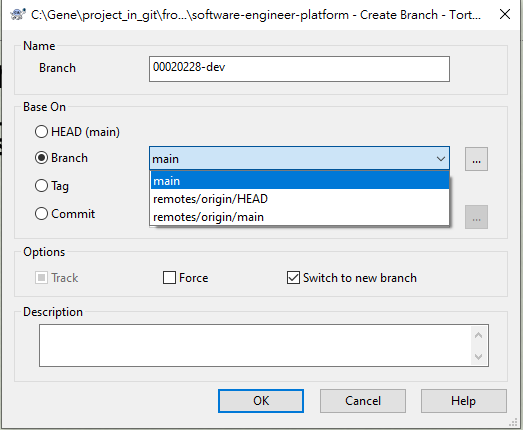 C:\Gene\project_in_git\fro...\software-engineer-platform - Create Branch - Tort...
Name
Branch
00020228-dev
Base On
HEAD (main)
Branch
main
...
main
remotes/origin/HEAD
remotes/origin/main
Tag
Commit
...
Options
Track
Force
Switch to new branch
Description
OK
Cancel
Help